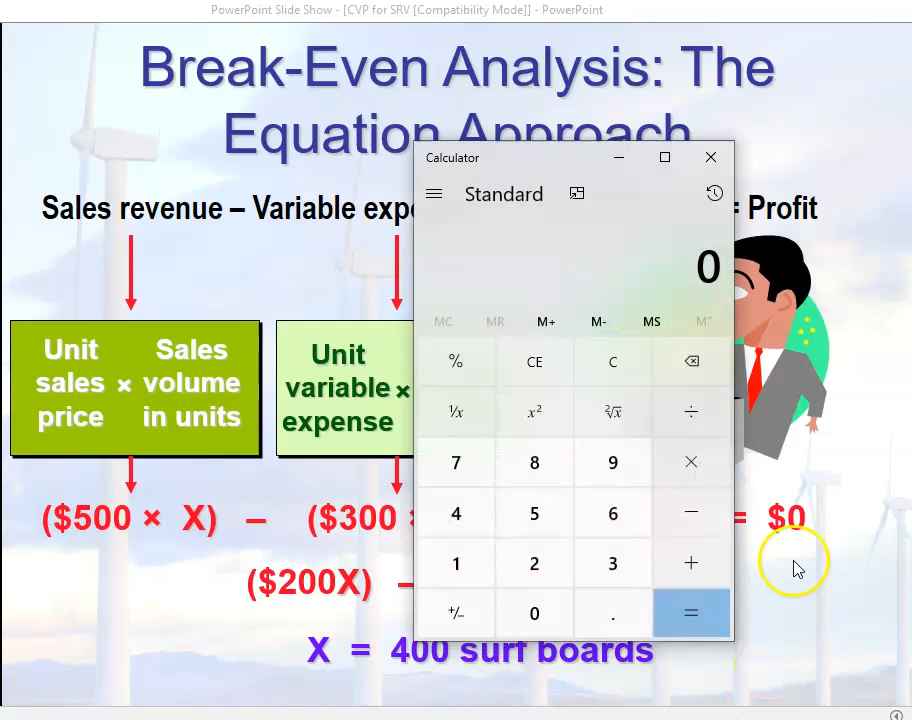 PowerPoint Slide Show - [CVP for SRV [Compatibility Mode]] - PowerPoint
Break-Even Analysis: The
Equation Approach
Sales revenue – Variable expe
= Profit
Unit Sales
sales × volume
price in units
Unit
variable ×
expense
($500 × X) – ($300 ×
= $0
($200X) –
X = 400 surf boards
Calculator
Standard
0
MC MR M+ M- MS M˅
% CE C
¹/x x² ²√x ÷
7 8 9 ×
4 5 6 −
1 2 3 +
+/− 0 . =